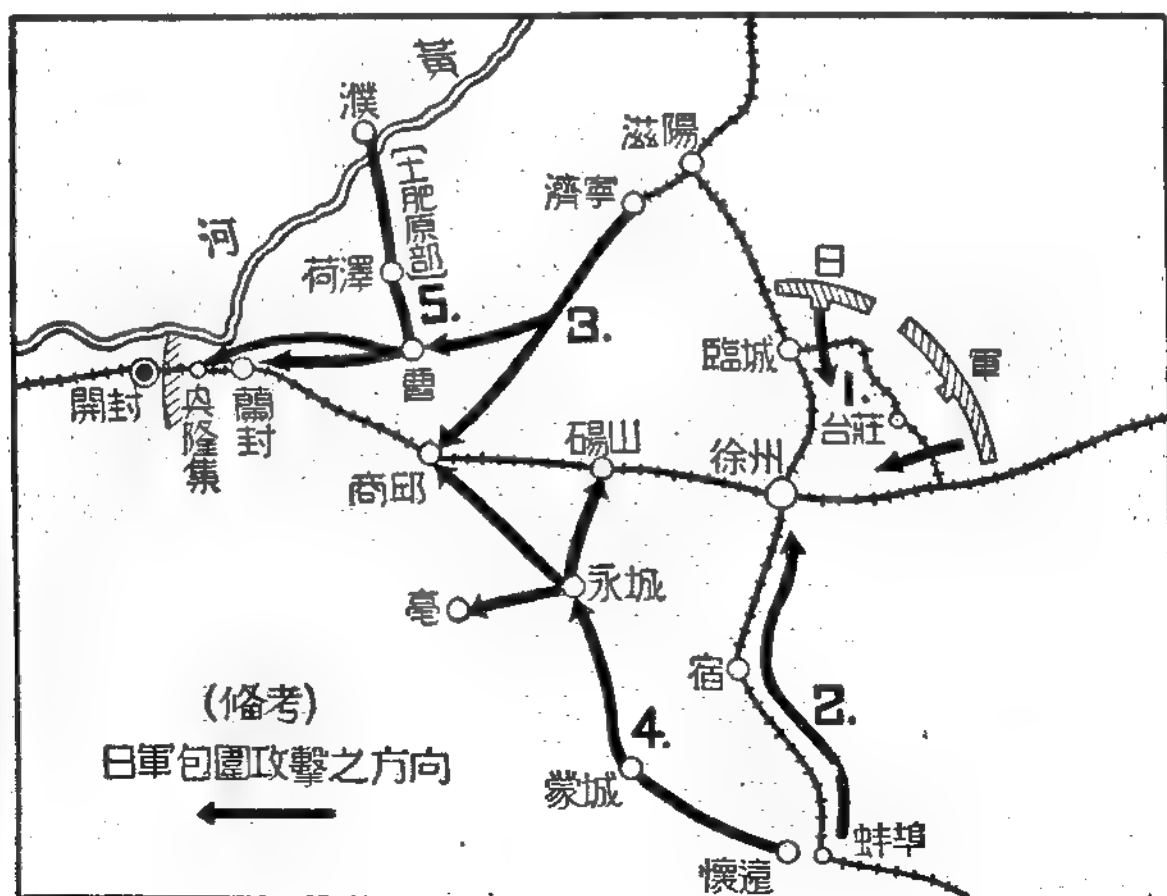 黃
河
濮
〔土肥原部〕
滋陽
濟寧
荷澤
5.
3.
日
軍
臨城
1.
台莊
曹
開封
興隆集
蘭封
商邱
碭山
徐州
永城
亳
宿
2.
4.
蒙城
懷遠
蚌埠
(備考)
日軍包圍攻擊之方向